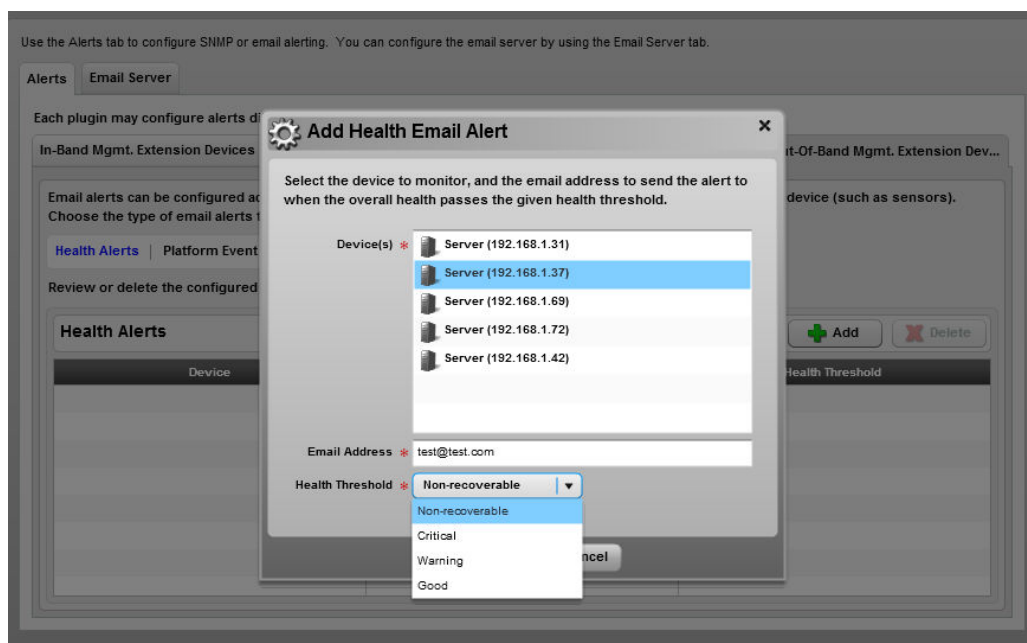 Use the Alerts tab to configure SNMP or email alerting. You can configure the email server by using the Email Server tab.
Alerts
Email Server
Each plugin may configure alerts di
In-Band Mgmt. Extension Devices
t-Of-Band Mgmt. Extension Dev...
Email alerts can be configured ac
device (such as sensors).
Choose the type of email alerts
Health Alerts | Platform Event
Review or delete the configured
Health Alerts
Add
Delete
Device
Health Threshold
Add Health Email Alert
Select the device to monitor, and the email address to send the alert to
when the overall health passes the given health threshold.
Device(s) *
Server (192.168.1.31)
Server (192.168.1.37)
Server (192.168.1.69)
Server (192.168.1.72)
Server (192.168.1.42)
Email Address * test@test.com
Health Threshold * Non-recoverable
Non-recoverable
Critical
Warning
Good
ncel